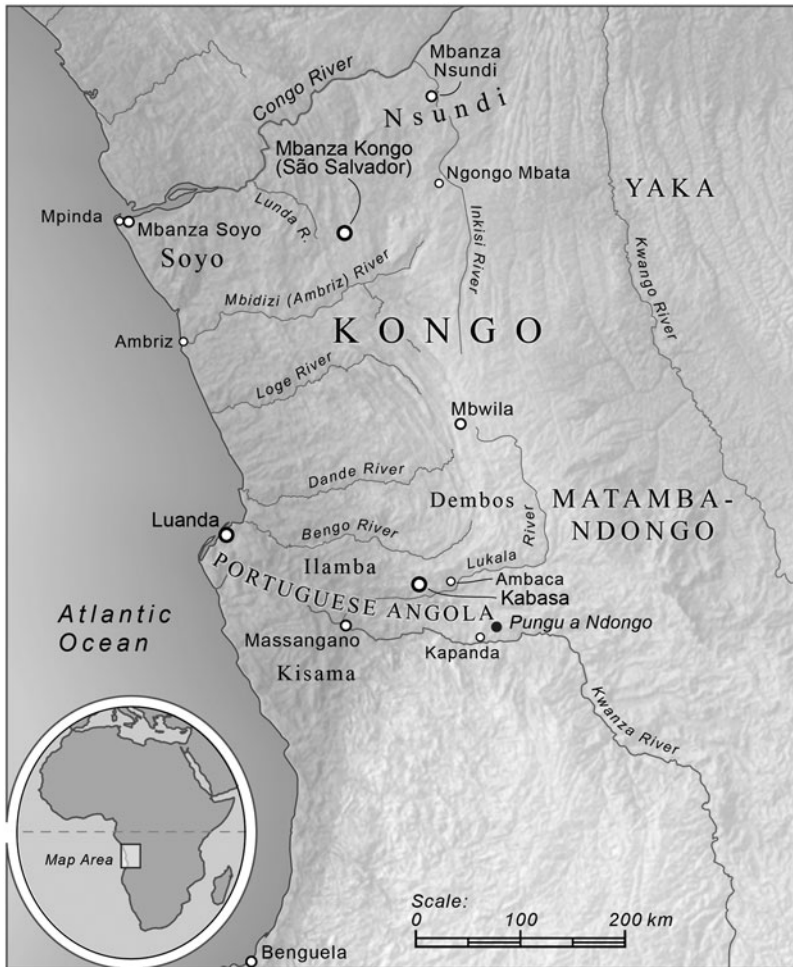 Mbanza
Nsundi
Congo River
Nsundi
Mbanza Kongo
(São Salvador)
Ngongo Mbata
YAKA
Lunda R.
Mpinda
Mbanza Soyo
Soyo
Inkisi River
Kwango River
Mbidizi (Ambriz) River
KONGO
Ambriz
Loge River
Mbwila
Dande River
Dembos
MATAMBA-
NDONGO
Luanda
Bengo River
Lukala River
Ilamba
Ambaca
PORTUGUESE ANGOLA
Kabasa
Atlantic
Ocean
Massangano
Pungu a Ndongo
Kapanda
Kisama
Kwanza River
Map Area
Scale:
0 100 200 km
Benguela